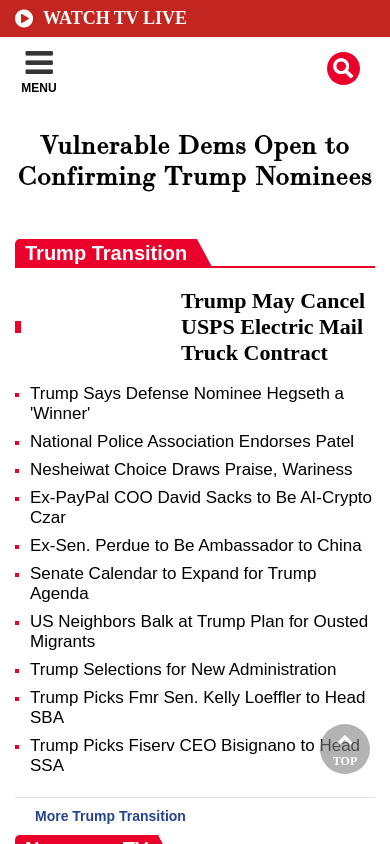 WATCH TV LIVE
MENU
Vulnerable Dems Open to
Confirming Trump Nominees
Trump Transition
Trump May Cancel
USPS Electric Mail
Truck Contract
Trump Says Defense Nominee Hegseth a
'Winner'
National Police Association Endorses Patel
Nesheiwat Choice Draws Praise, Wariness
Ex-PayPal COO David Sacks to Be AI-Crypto
Czar
Ex-Sen. Perdue to Be Ambassador to China
Senate Calendar to Expand for Trump
Agenda
US Neighbors Balk at Trump Plan for Ousted
Migrants
Trump Selections for New Administration
Trump Picks Fmr Sen. Kelly Loeffler to Head
SBA
Trump Picks Fiserv CEO Bisignano to Head
SSA
TOP
More Trump Transition